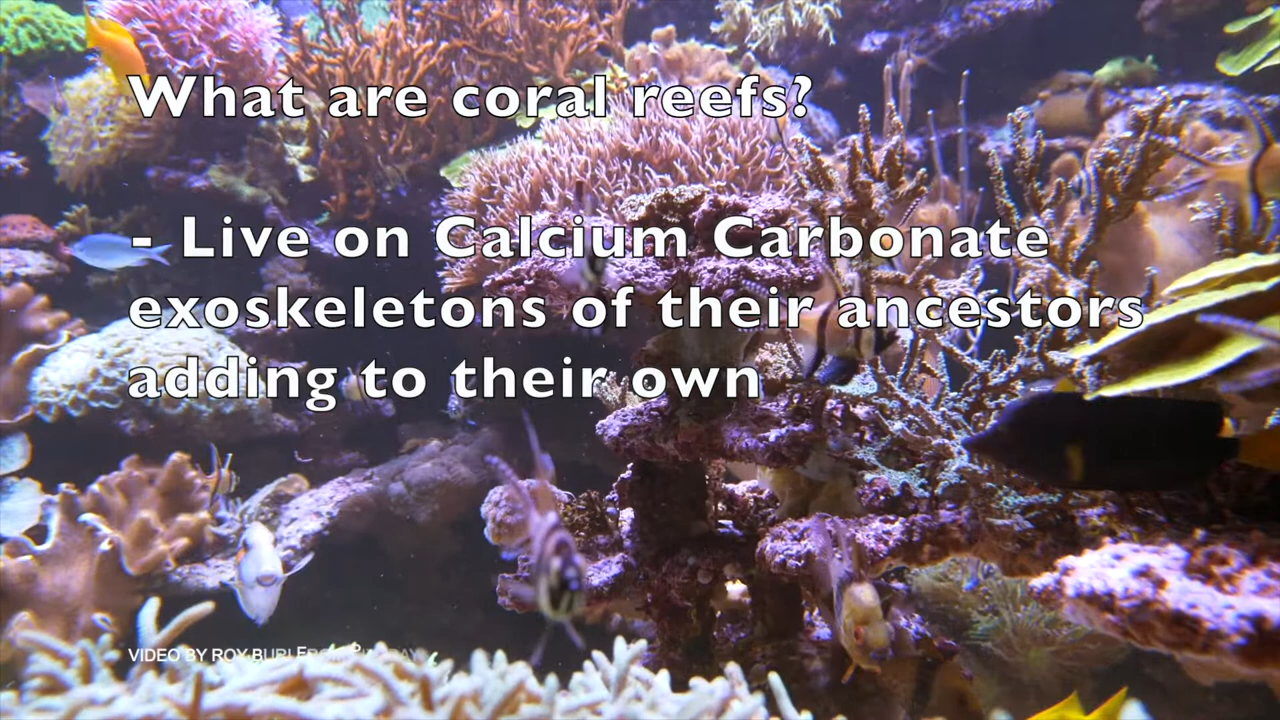 What are coral reefs?
- Live on Calcium Carbonate
exoskeletons of their ancestors
adding to their own
VIDEO BY ROY